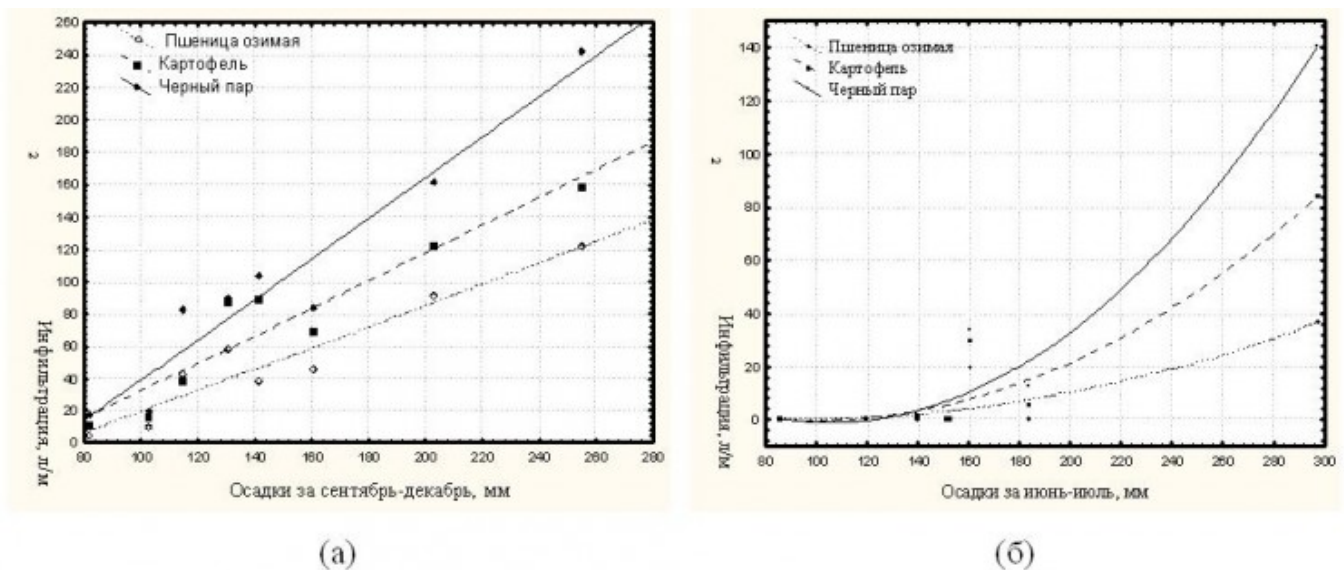 260
240
220
200
180
160
140
120
100
80
60
40
20
0
Пшеница озимая
Картофель
Черный пар
Инфильтрация, л/м
2
80 100 120 140 160 180 200 220 240 260 280
Осадки за сентябрь-декабрь, мм
(а)
140
120
100
80
60
40
20
0
Пшеница озимая
Картофель
Черный пар
Инфильтрация, л/м
2
80 100 120 140 160 180 200 220 240 260 280 300
Осадки за июнь-июль, мм
(б)